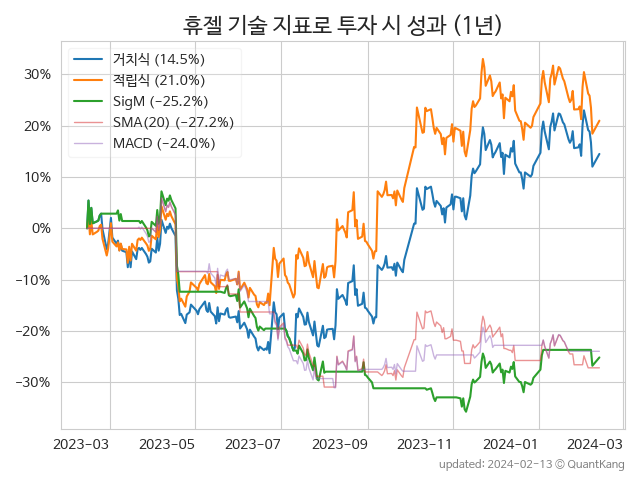 휴젤 기술 지표로 투자 시 성과 (1년)
거치식 (14.5%)
적립식 (21.0%)
SigM (−25.2%)
SMA(20) (−27.2%)
MACD (−24.0%)
30%
20%
10%
0%
−10%
−20%
−30%
2023-03 2023-05 2023-07 2023-09 2023-11 2024-01 2024-03
updated: 2024-02-13 © QuantKang